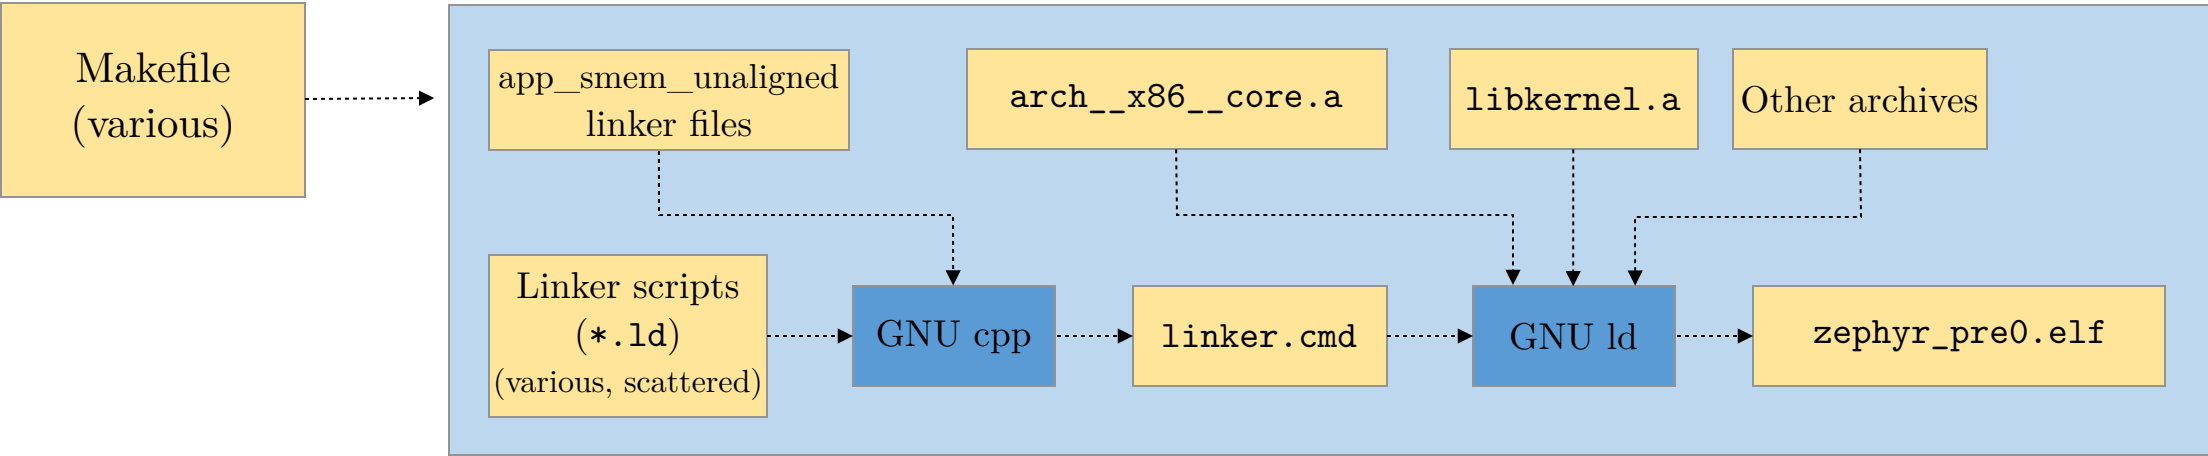 Makefile
(various)
app_smem_unaligned
linker files
arch__x86__core.a
libkernel.a
Other archives
Linker scripts
(*.ld)
(various, scattered)
GNU cpp
linker.cmd
GNU ld
zephyr_pre0.elf